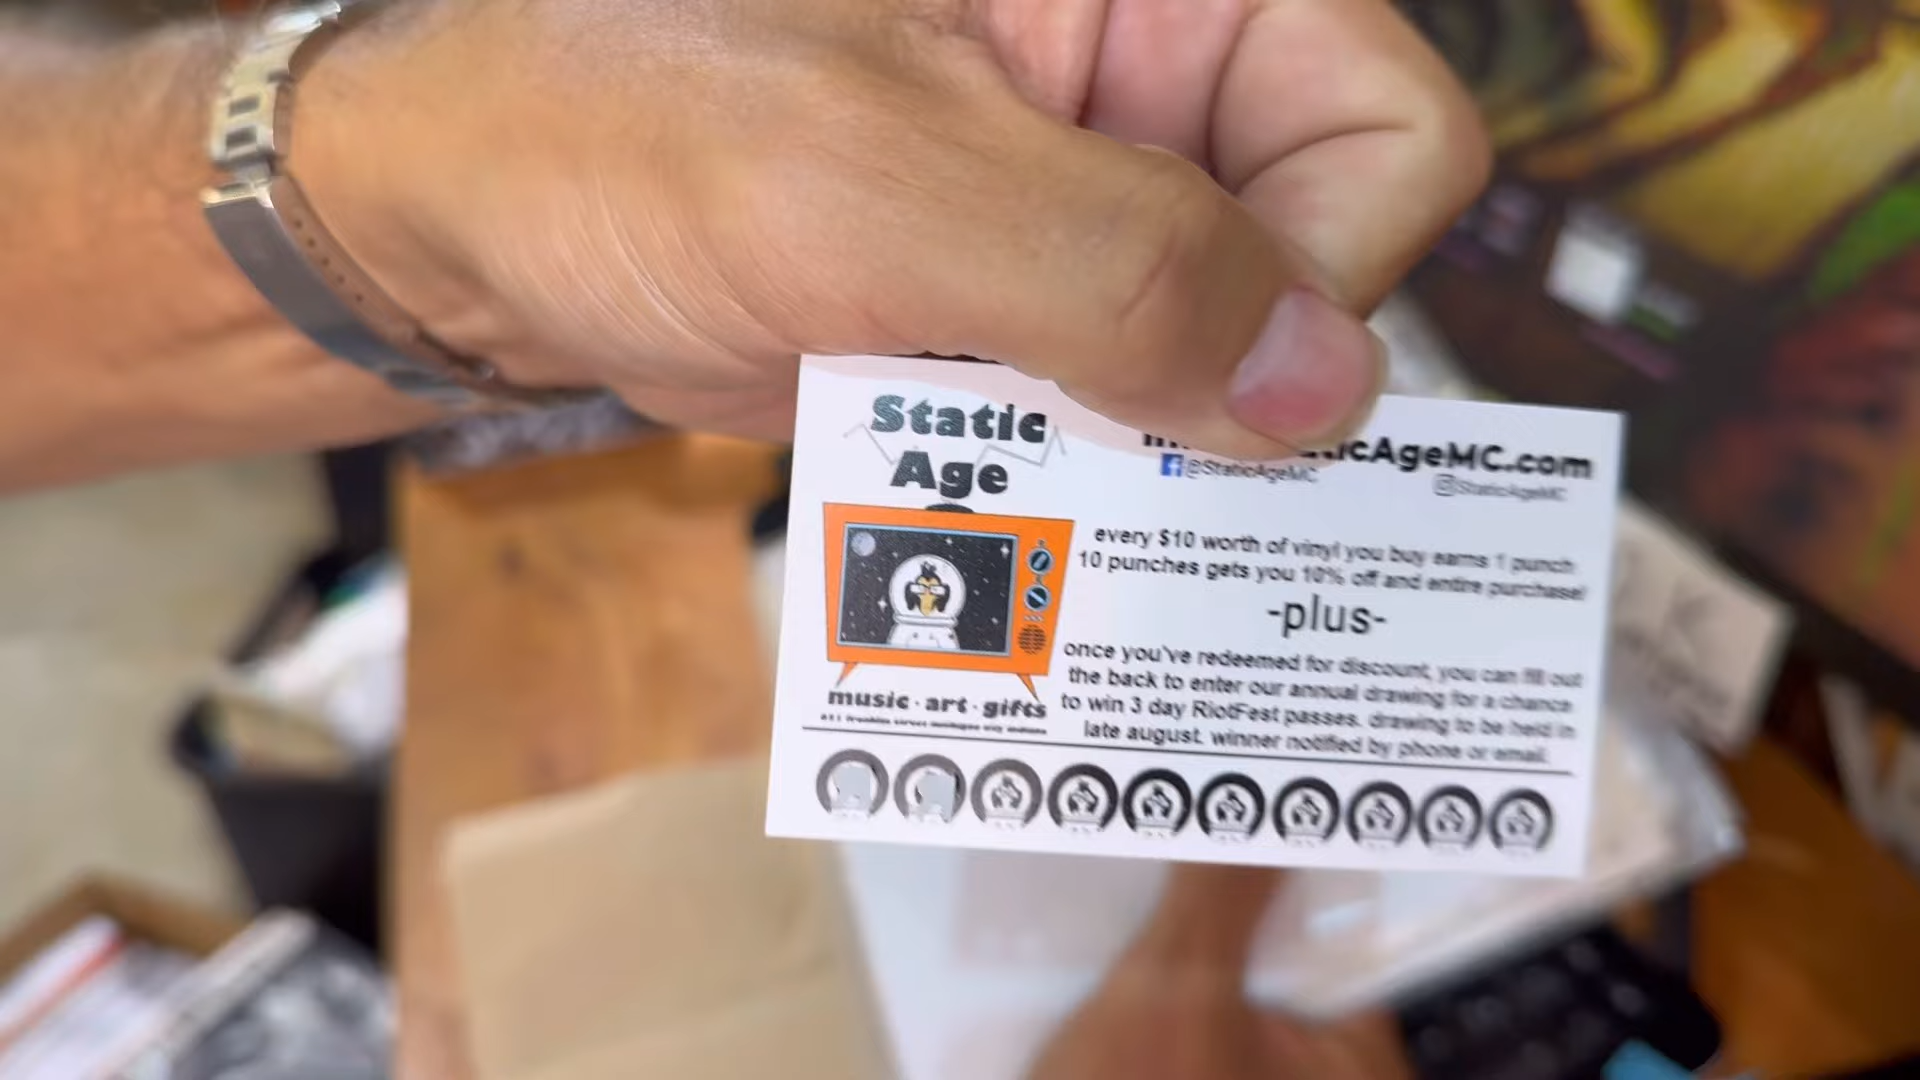 Static
Age
music · art · gifts
@StaticAgeMC
@StaticAgeMC
every $10 worth of vinyl you buy earns 1 punch
10 punches gets you 10% off and entire purchase!
-plus-
once you've redeemed for discount, you can fill out
the back to enter our annual drawing for a chance
to win 3 day RiotFest passes. drawing to be held in
late august. winner notified by phone or email.